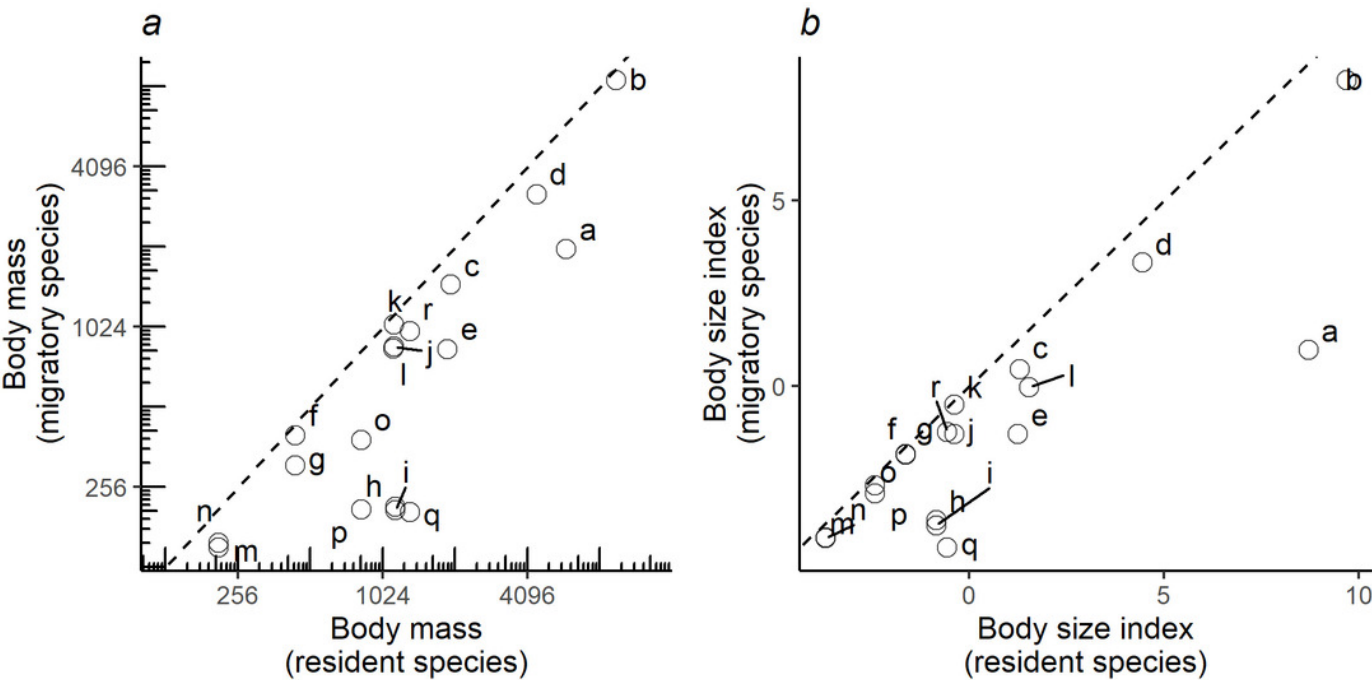 a
Body mass
(migratory species)
4096
1024
256
b
d
a
c
k
r
e
j
l
f
o
g
h
i
p
q
n
m
256
1024
4096
Body mass
(resident species)
b
Body size index
(migratory species)
5
0
b
d
a
c
l
r
k
e
f
g
j
o
i
h
m
n
p
q
0
5
10
Body size index
(resident species)